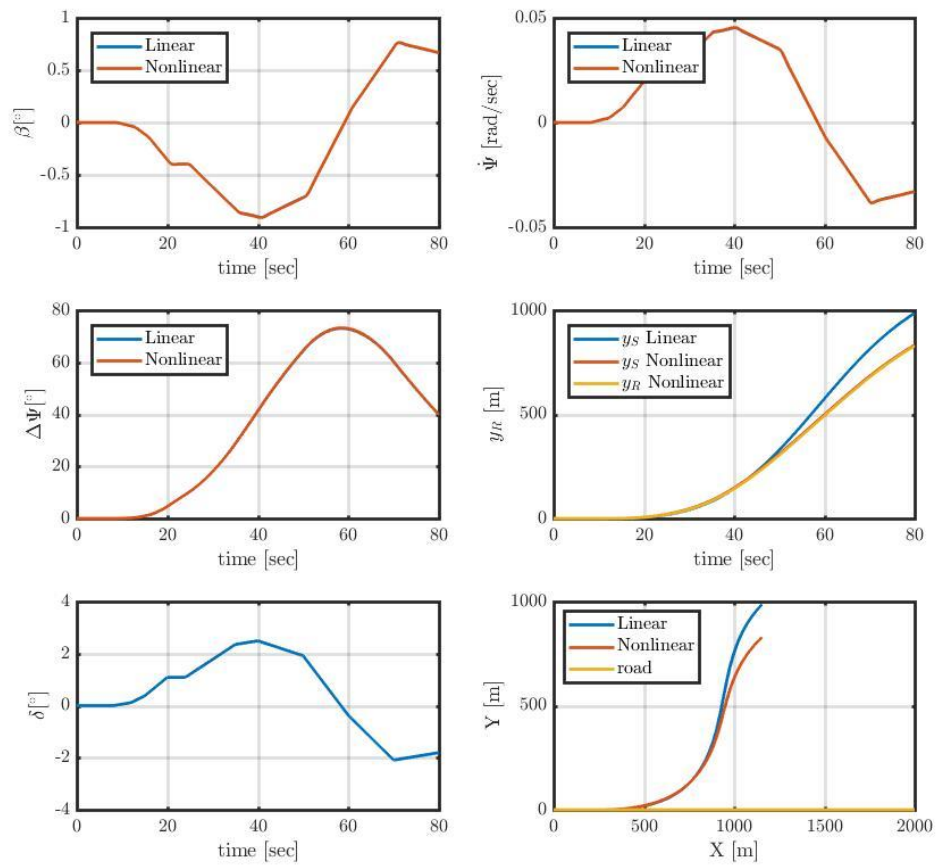 1
0.5
0
-0.5
-1
β[°]
Linear
Nonlinear
0 20 40 60 80
time [sec]
0.05
0
-0.05
Ψ̇ [rad/sec]
Linear
Nonlinear
0 20 40 60 80
time [sec]
80
60
40
20
0
ΔΨ[°]
Linear
Nonlinear
0 20 40 60 80
time [sec]
1000
500
0
y_R [m]
y_S Linear
y_S Nonlinear
y_R Nonlinear
0 20 40 60 80
time [sec]
4
2
0
-2
-4
δ[°]
0 20 40 60 80
time [sec]
1000
500
0
Y [m]
Linear
Nonlinear
road
0 500 1000 1500 2000
X [m]